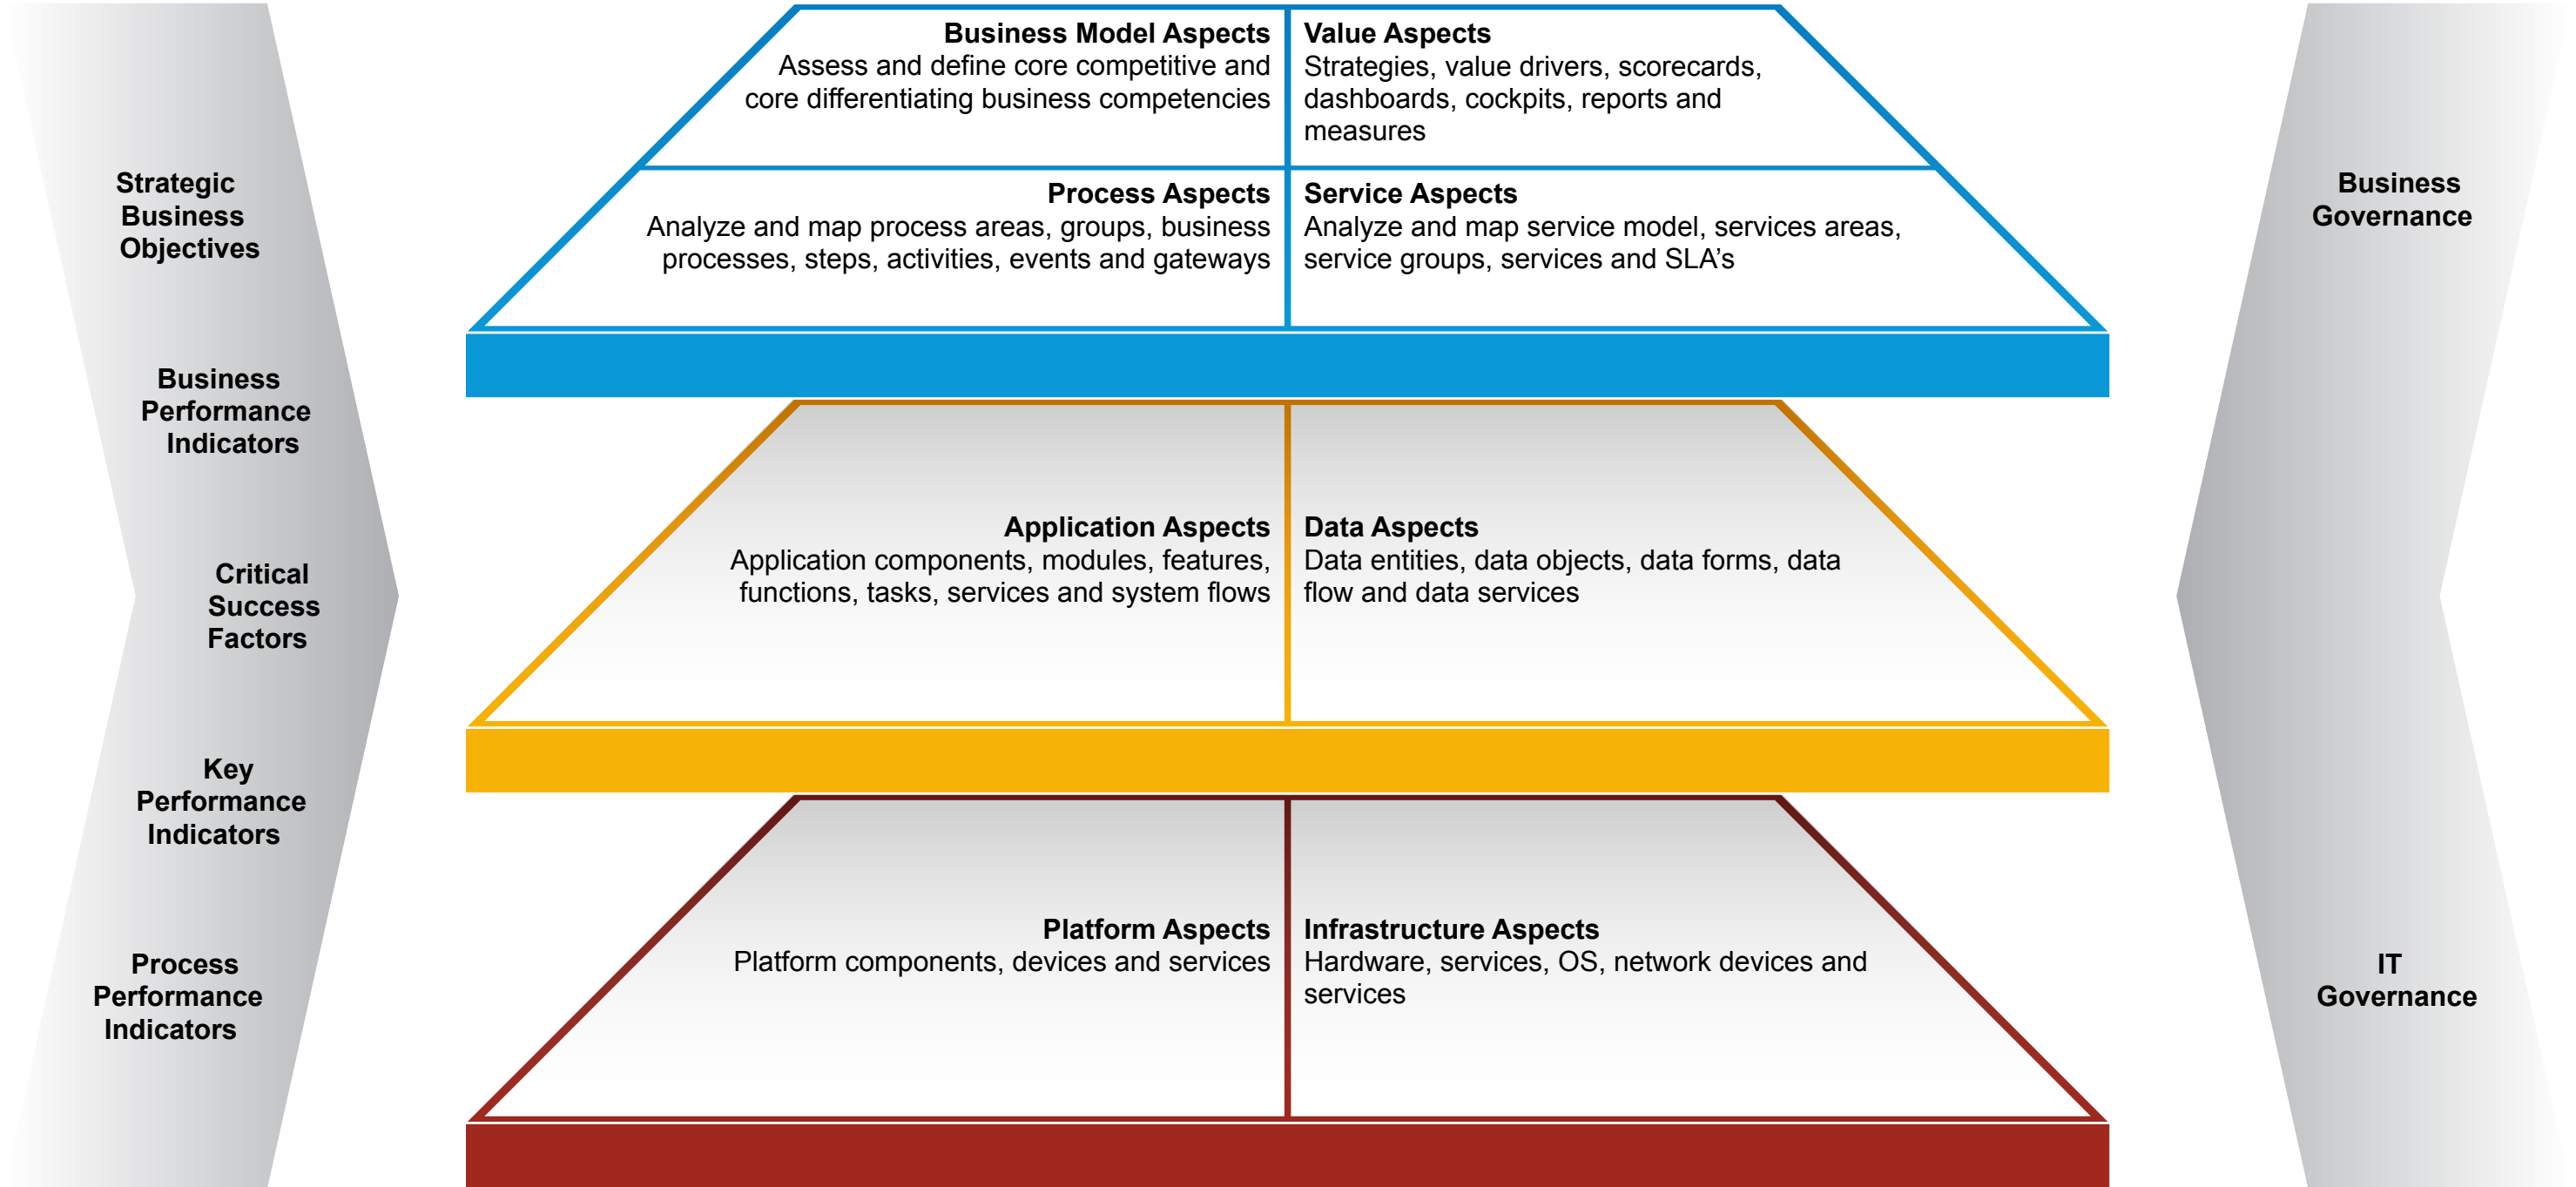 Strategic
Business
Objectives
Business
Performance
Indicators
Critical
Success
Factors
Key
Performance
Indicators
Process
Performance
Indicators
Business Model Aspects
Assess and define core competitive and
core differentiating business competencies
Value Aspects
Strategies, value drivers, scorecards,
dashboards, cockpits, reports and
measures
Process Aspects
Analyze and map process areas, groups, business
processes, steps, activities, events and gateways
Service Aspects
Analyze and map service model, services areas,
service groups, services and SLA’s
Application Aspects
Application components, modules, features,
functions, tasks, services and system flows
Data Aspects
Data entities, data objects, data forms, data
flow and data services
Platform Aspects
Platform components, devices and services
Infrastructure Aspects
Hardware, services, OS, network devices and
services
Business
Governance
IT
Governance